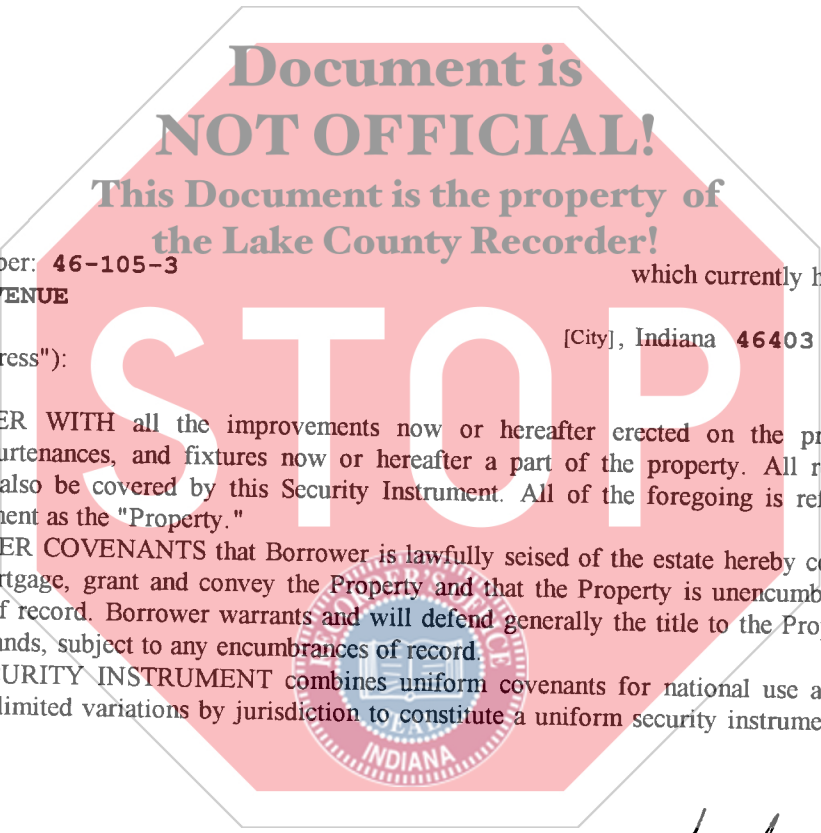 Document is
NOT OFFICIAL!
This Document is the property of
the Lake County Recorder!
ber: 46-105-3 which currently h
VENUE
[City], Indiana 46403
ress"):
STOP
ER WITH all the improvements now or hereafter erected on the pr
urtenances, and fixtures now or hereafter a part of the property. All r
also be covered by this Security Instrument. All of the foregoing is ref
nent as the "Property."
ER COVENANTS that Borrower is lawfully seised of the estate hereby co
rtgage, grant and convey the Property and that the Property is unencumb
f record. Borrower warrants and will defend generally the title to the Prop
ands, subject to any encumbrances of record.
CURITY INSTRUMENT combines uniform covenants for national use a
limited variations by jurisdiction to constitute a uniform security instrume
RECORDER'S OFFICE
SEAL
INDIANA